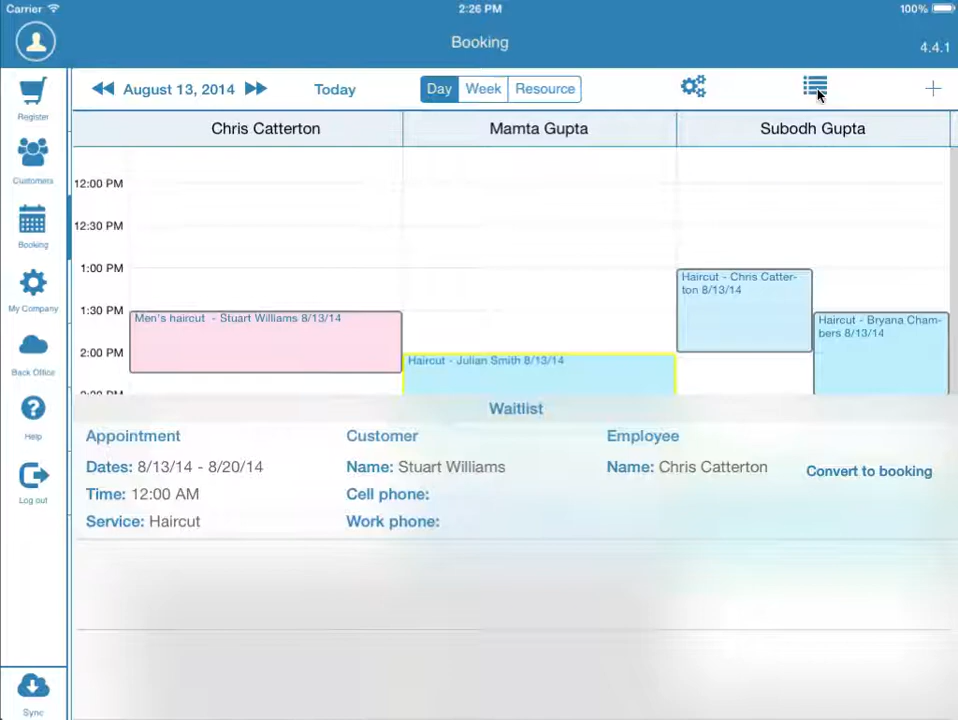 Carrier
2:26 PM
100%
Booking
4.4.1
August 13, 2014
Today
Day
Week
Resource
Chris Catterton
Mamta Gupta
Subodh Gupta
Register
Customers
Booking
My Company
Back Office
Help
Log out
Sync
12:00 PM
12:30 PM
1:00 PM
1:30 PM
2:00 PM
2:30 PM
Men's haircut - Stuart Williams 8/13/14
Haircut - Julian Smith 8/13/14
Haircut - Chris Catter-
ton 8/13/14
Haircut - Bryana Cham-
bers 8/13/14
Waitlist
Appointment
Dates: 8/13/14 - 8/20/14
Time: 12:00 AM
Service: Haircut
Customer
Name: Stuart Williams
Cell phone:
Work phone:
Employee
Name: Chris Catterton
Convert to booking